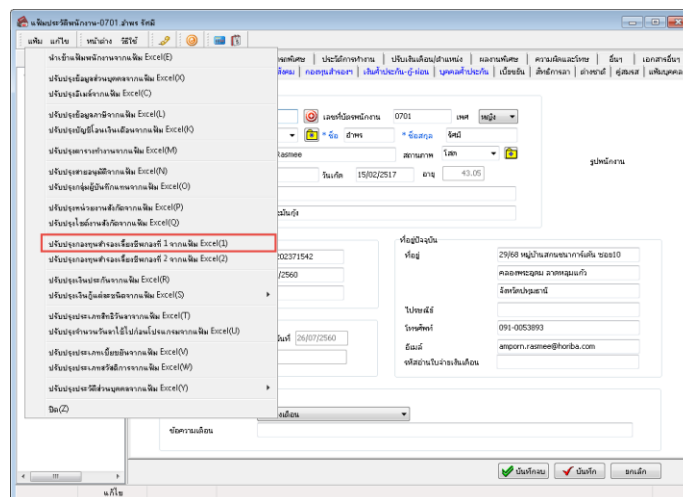 แฟ้มประวัติพนักงาน-0701.อำพร รัศมี
แฟ้ม แก้ไข หน้าต่าง วิธีใช้
นำเข้าแฟ้มพนักงานจากแฟ้ม Excel(E)
ปรับปรุงข้อมูลส่วนบุคคลจากแฟ้ม Excel(X)
ปรับปรุงอีเมล์จากแฟ้ม Excel(C)
ปรับปรุงข้อมูลภาษีจากแฟ้ม Excel(L)
ปรับปรุงบัญชีโอนเงินเดือนจากแฟ้ม Excel(K)
ปรับปรุงตารางทำงานจากแฟ้ม Excel(M)
ปรับปรุงสายอนุมัติจากแฟ้ม Excel(N)
ปรับปรุงกลุ่มผู้บันทึกแทนจากแฟ้ม Excel(O)
ปรับปรุงหน่วยงานสังกัดจากแฟ้ม Excel(P)
ปรับปรุงไซต์งานสังกัดจากแฟ้ม Excel(Q)
ปรับปรุงกองทุนสำรองเลี้ยงชีพกองที่ 1 จากแฟ้ม Excel(1)
ปรับปรุงกองทุนสำรองเลี้ยงชีพกองที่ 2 จากแฟ้ม Excel(2)
ปรับปรุงเงินประกันจากแฟ้ม Excel(R)
ปรับปรุงเงินกู้แต่ละชนิดจากแฟ้ม Excel(S)
ปรับปรุงประเภทสิทธิวันลาจากแฟ้ม Excel(T)
ปรับปรุงจำนวนวันลาใช้ไปก่อนโปรแกรมจากแฟ้ม Excel(U)
ปรับปรุงประเภทเบี้ยขยันจากแฟ้ม Excel(V)
ปรับปรุงประเภทสวัสดิการจากแฟ้ม Excel(W)
ปรับปรุงประวัติส่วนบุคคลจากแฟ้ม Excel(Y)
ปิด(Z)
ประวัติการทำงาน ปรับเงินเดือน/ตำแหน่ง ผลงานพิเศษ ความผิดและโทษ อื่นๆ เอกสารอื่นๆ
กองทุนสำรองฯ เงินค้ำประกัน-กู้-ผ่อน บุคคลค้ำประกัน เบี้ยขยัน สิทธิการลา ต่างชาติ คู่สมรส แฟ้มบุคคล
เลขที่บัตรพนักงาน 0701 เพศ หญิง
* ชื่อ อำพร * ชื่อสกุล รัศมี
Rasmee สถานภาพ โสด
วันเกิด 15/02/2517 อายุ 43.05
รูปพนักงาน
ที่อยู่ปัจจุบัน
202371542 ที่อยู่ 29/68 หมู่บ้านสกนธนาการ์เด้น ซอย10
/2560 คลองพระอุดม ลาดหลุมแก้ว
จังหวัดปทุมธานี
ไปรษณีย์
โทรศัพท์ 091-0053893
26/07/2560
อีเมล์ amporn.rasmee@horiba.com
รหัสอ่านใบจ่ายเงินเดือน
ข้อความเตือน
บันทึกจบ บันทึก ยกเลิก
แก้ไข